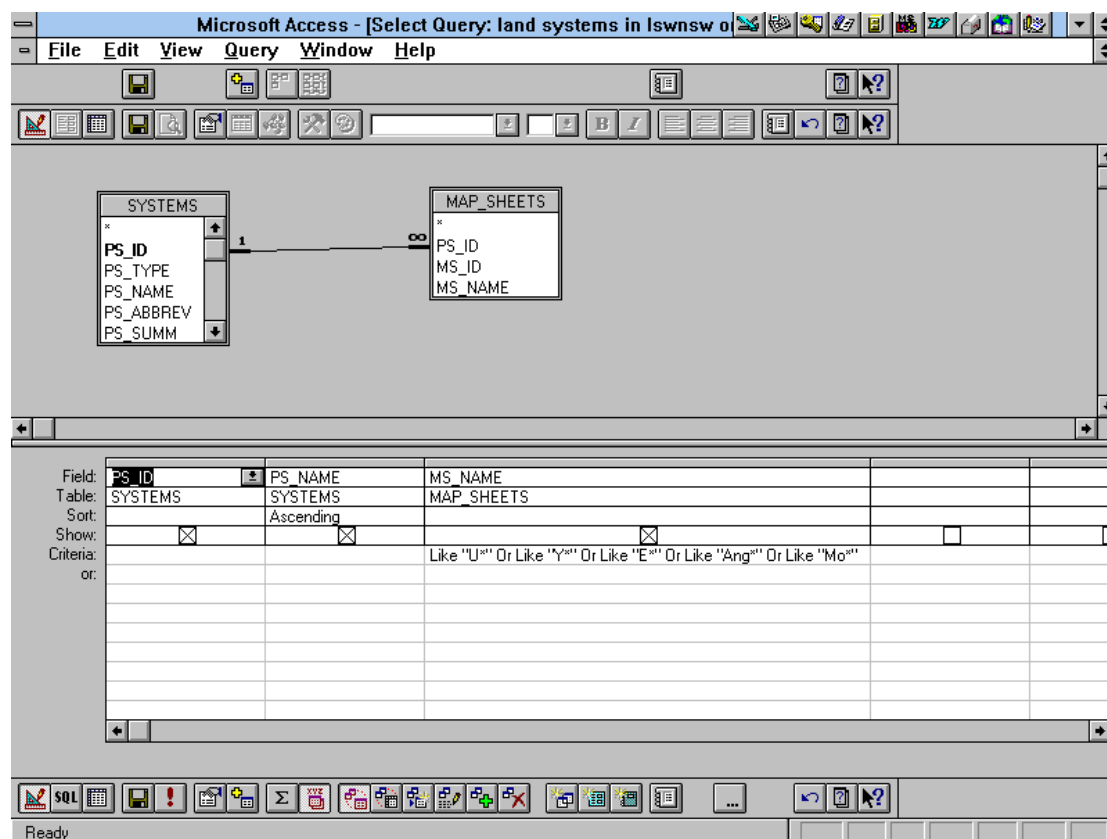 Microsoft Access - [Select Query: land systems in lswnsw o
File Edit View Query Window Help
B I
SYSTEMS
*
PS_ID
PS_TYPE
PS_NAME
PS_ABBREV
PS_SUMM
1
∞
MAP_SHEETS
*
PS_ID
MS_ID
MS_NAME
Field: PS_ID PS_NAME MS_NAME
Table: SYSTEMS SYSTEMS MAP_SHEETS
Sort: Ascending
Show:
Criteria: Like "U*" Or Like "Y*" Or Like "E*" Or Like "Ang*" Or Like "Mo*"
or:
SQL ! Σ XYZ ... ?
Ready